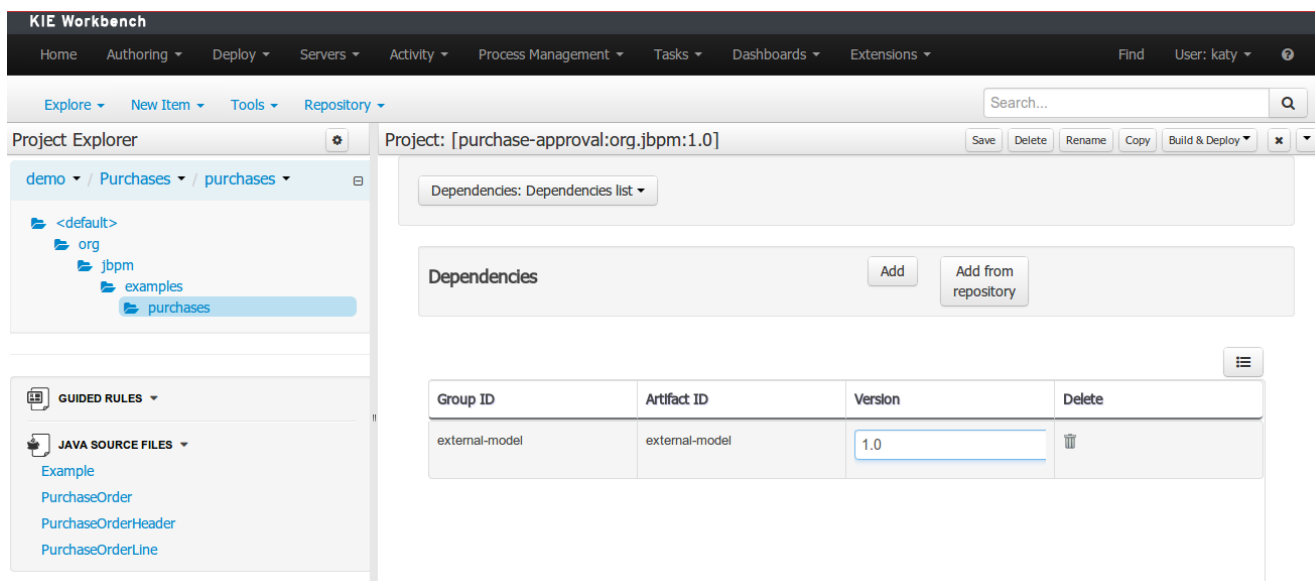 KIE Workbench
Home Authoring Deploy Servers Activity Process Management Tasks Dashboards Extensions Find User: katy
Explore New Item Tools Repository Search...
Project Explorer
Project: [purchase-approval:org.jbpm:1.0] Save Delete Rename Copy Build & Deploy
demo / Purchases / purchases
<default>
org
jbpm
examples
purchases
GUIDED RULES
JAVA SOURCE FILES
Example
PurchaseOrder
PurchaseOrderHeader
PurchaseOrderLine
Dependencies: Dependencies list
Dependencies
Add
Add from
repository
Group ID Artifact ID Version Delete
external-model external-model 1.0